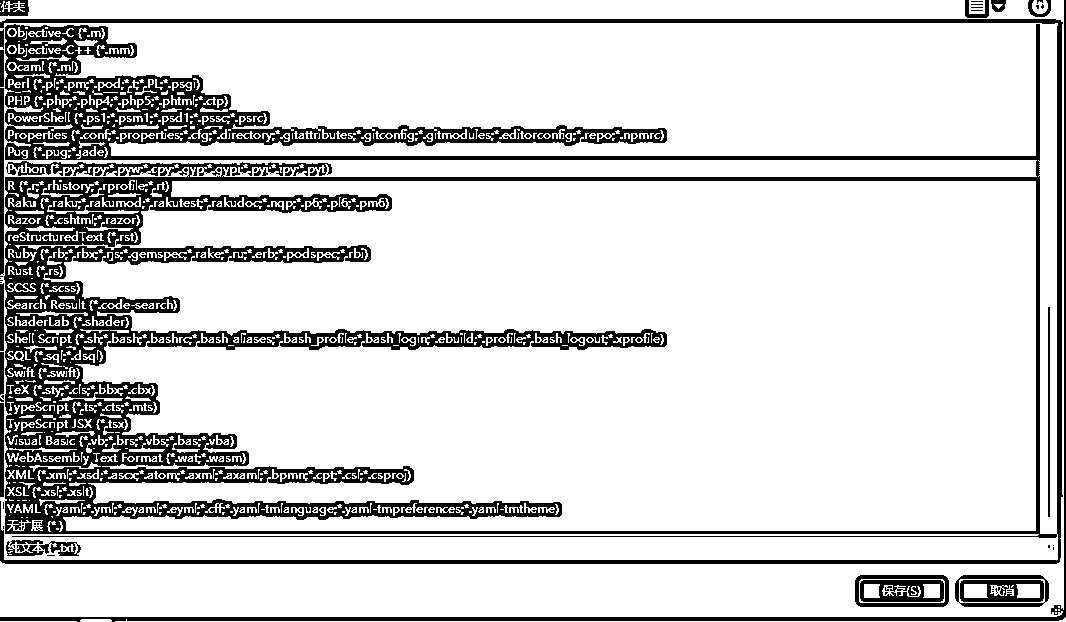 件夹
Objective-C (*.m)
Objective-C++ (*.mm)
Ocaml (*.ml)
Perl (*.pl;*.pm;*.pod;*.t;*.PL;*.psgi)
PHP (*.php;*.php4;*.php5;*.phtml;*.ctp)
PowerShell (*.ps1;*.psm1;*.psd1;*.pssc;*.psrc)
Properties (*.conf;*.properties;*.cfg;*.directory;*.gitattributes;*.gitconfig;*.gitmodules;*.editorconfig;*.repo;*.npmrc)
Pug (*.pug;*.jade)
Python (*.py;*.rpy;*.pyw;*.cpy;*.gyp;*.gypi;*.pyi;*.ipy;*.pyt)
R (*.r;*.rhistory;*.rprofile;*.rt)
Raku (*.raku;*.rakumod;*.rakutest;*.rakudoc;*.nqp;*.p6;*.pl6;*.pm6)
Razor (*.cshtml;*.razor)
reStructuredText (*.rst)
Ruby (*.rb;*.rbx;*.rjs;*.gemspec;*.rake;*.ru;*.erb;*.podspec;*.rbi)
Rust (*.rs)
SCSS (*.scss)
Search Result (*.code-search)
ShaderLab (*.shader)
Shell Script (*.sh;*.bash;*.bashrc;*.bash_aliases;*.bash_profile;*.bash_login;*.ebuild;*.profile;*.bash_logout;*.xprofile)
SQL (*.sql;*.dsql)
Swift (*.swift)
TeX (*.sty;*.cls;*.bbx;*.cbx)
TypeScript (*.ts;*.cts;*.mts)
TypeScript JSX (*.tsx)
Visual Basic (*.vb;*.brs;*.vbs;*.bas;*.vba)
WebAssembly Text Format (*.wat;*.wasm)
XML (*.xml;*.xsd;*.ascx;*.atom;*.axml;*.axaml;*.bpmn;*.cpt;*.csl;*.csproj)
XSL (*.xsl;*.xslt)
YAML (*.yaml;*.yml;*.eyaml;*.eyml;*.cff;*.yaml-tmlanguage;*.yaml-tmpreferences;*.yaml-tmtheme)
无扩展 (*.)
纯文本 (*.txt)
保存(S)
取消